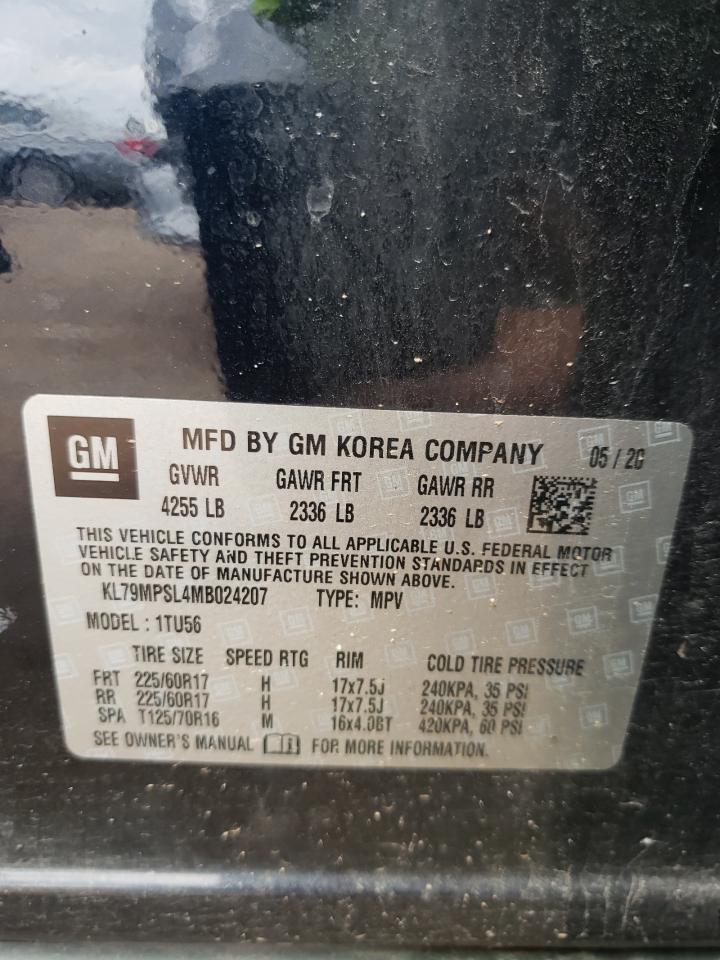 GM
MFD BY GM KOREA COMPANY 05 / 20
GVWR GAWR FRT GAWR RR
4255 LB 2336 LB 2336 LB
THIS VEHICLE CONFORMS TO ALL APPLICABLE U.S. FEDERAL MOTOR
VEHICLE SAFETY AND THEFT PREVENTION STANDARDS IN EFFECT
ON THE DATE OF MANUFACTURE SHOWN ABOVE.
KL79MPSL4MB024207 TYPE: MPV
MODEL : 1TU56
TIRE SIZE SPEED RTG RIM COLD TIRE PRESSURE
FRT 225/60R17 H 17x7.5J 240KPA, 35 PSI
RR 225/60R17 H 17x7.5J 240KPA, 35 PSI
SPA T125/70R16 M 16x4.0BT 420KPA, 60 PSI
SEE OWNER'S MANUAL FOR MORE INFORMATION.